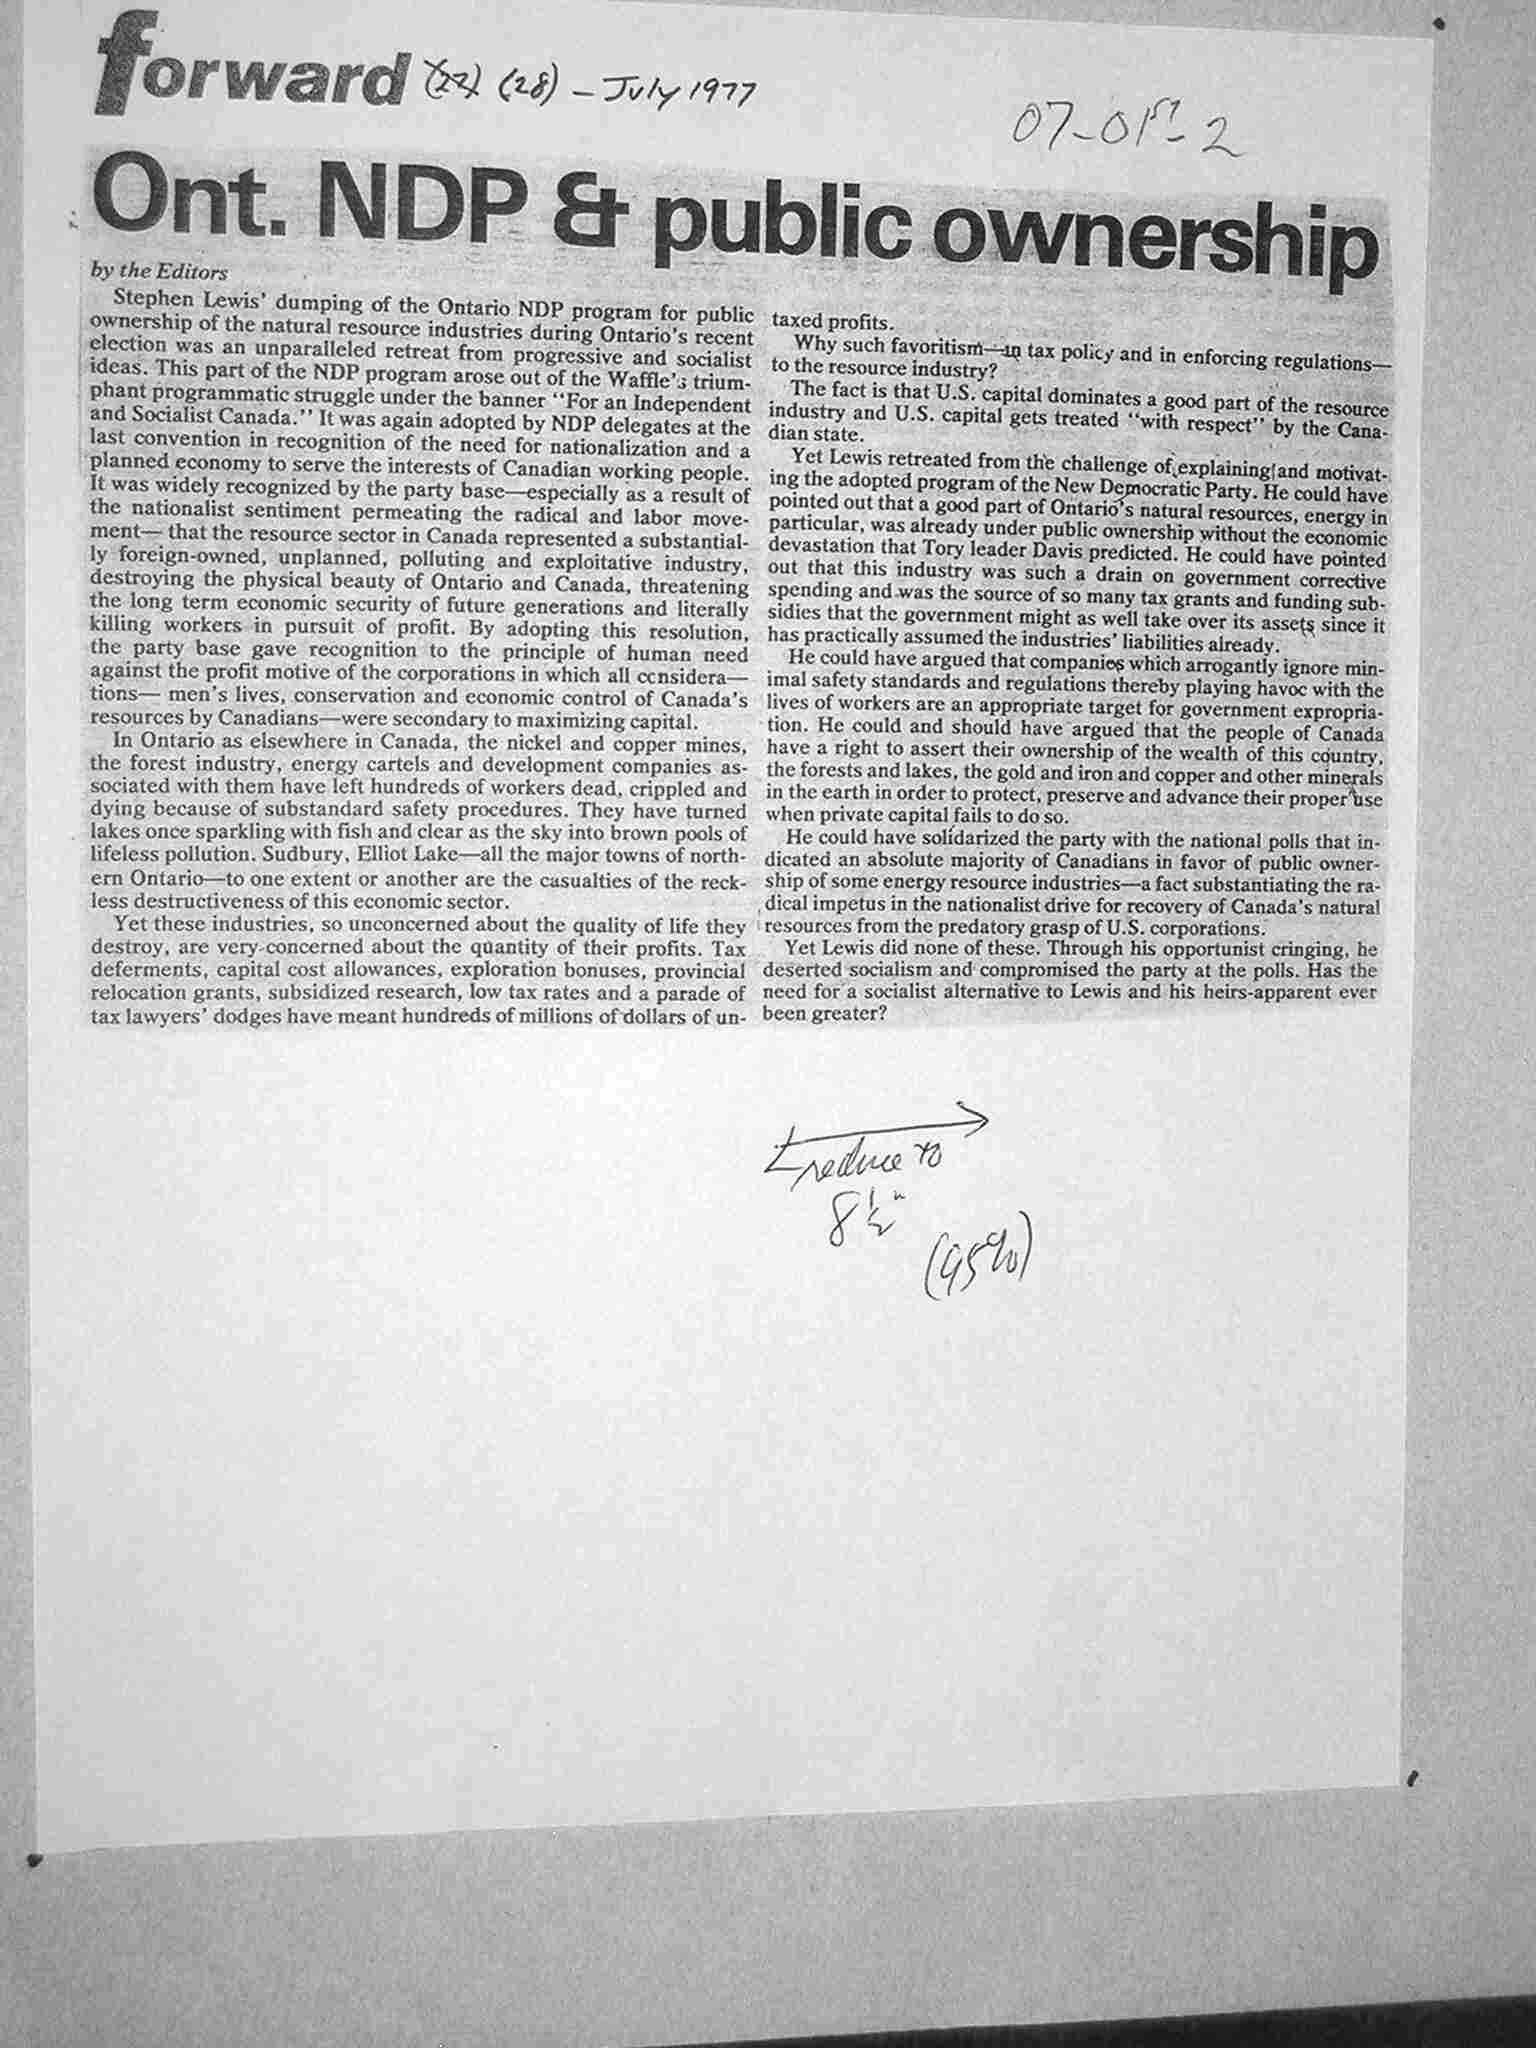 forward (22) (28) - July 1977
07-01st-2
Ont. NDP & public ownership
by the Editors
Stephen Lewis' dumping of the Ontario NDP program for public
ownership of the natural resource industries during Ontario's recent
election was an unparalleled retreat from progressive and socialist
ideas. This part of the NDP program arose out of the Waffle's trium-
phant programmatic struggle under the banner "For an Independent
and Socialist Canada." It was again adopted by NDP delegates at the
last convention in recognition of the need for nationalization and a
planned economy to serve the interests of Canadian working people.
It was widely recognized by the party base—especially as a result of
the nationalist sentiment permeating the radical and labor move-
ment— that the resource sector in Canada represented a substantial-
ly foreign-owned, unplanned, polluting and exploitative industry,
destroying the physical beauty of Ontario and Canada, threatening
the long term economic security of future generations and literally
killing workers in pursuit of profit. By adopting this resolution,
the party base gave recognition to the principle of human need
against the profit motive of the corporations in which all considera—
tions— men's lives, conservation and economic control of Canada's
resources by Canadians—were secondary to maximizing capital.
In Ontario as elsewhere in Canada, the nickel and copper mines,
the forest industry, energy cartels and development companies as-
sociated with them have left hundreds of workers dead, crippled and
dying because of substandard safety procedures. They have turned
lakes once sparkling with fish and clear as the sky into brown pools of
lifeless pollution. Sudbury, Elliot Lake—all the major towns of north-
ern Ontario—to one extent or another are the casualties of the reck-
less destructiveness of this economic sector.
Yet these industries, so unconcerned about the quality of life they
destroy, are very concerned about the quantity of their profits. Tax
deferments, capital cost allowances, exploration bonuses, provincial
relocation grants, subsidized research, low tax rates and a parade of
tax lawyers' dodges have meant hundreds of millions of dollars of un-
taxed profits.
Why such favoritism—in tax policy and in enforcing regulations—
to the resource industry?
The fact is that U.S. capital dominates a good part of the resource
industry and U.S. capital gets treated "with respect" by the Cana-
dian state.
Yet Lewis retreated from the challenge of explaining and motivat-
ing the adopted program of the New Democratic Party. He could have
pointed out that a good part of Ontario's natural resources, energy in
particular, was already under public ownership without the economic
devastation that Tory leader Davis predicted. He could have pointed
out that this industry was such a drain on government corrective
spending and was the source of so many tax grants and funding sub-
sidies that the government might as well take over its assets since it
has practically assumed the industries' liabilities already.
He could have argued that companies which arrogantly ignore min-
imal safety standards and regulations thereby playing havoc with the
lives of workers are an appropriate target for government expropria-
tion. He could and should have argued that the people of Canada
have a right to assert their ownership of the wealth of this country,
the forests and lakes, the gold and iron and copper and other minerals
in the earth in order to protect, preserve and advance their proper use
when private capital fails to do so.
He could have solidarized the party with the national polls that in-
dicated an absolute majority of Canadians in favor of public owner-
ship of some energy resource industries—a fact substantiating the ra-
dical impetus in the nationalist drive for recovery of Canada's natural
resources from the predatory grasp of U.S. corporations.
Yet Lewis did none of these. Through his opportunist cringing, he
deserted socialism and compromised the party at the polls. Has the
need for a socialist alternative to Lewis and his heirs-apparent ever
been greater?
reduce to
8 ½"
(95%)